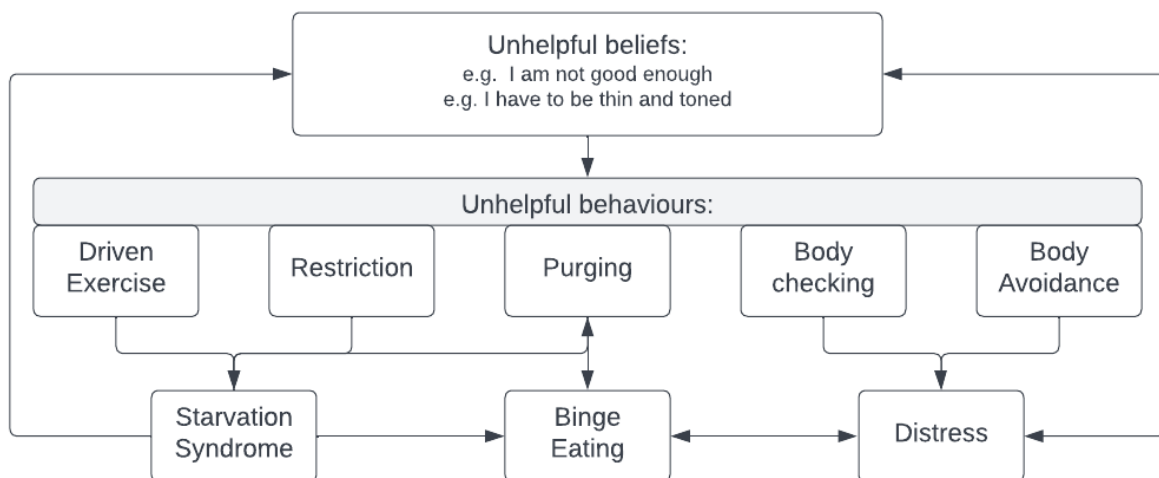 Unhelpful beliefs:
e.g. I am not good enough
e.g. I have to be thin and toned
Unhelpful behaviours:
Driven
Exercise
Restriction
Purging
Body
checking
Body
Avoidance
Starvation
Syndrome
Binge
Eating
Distress